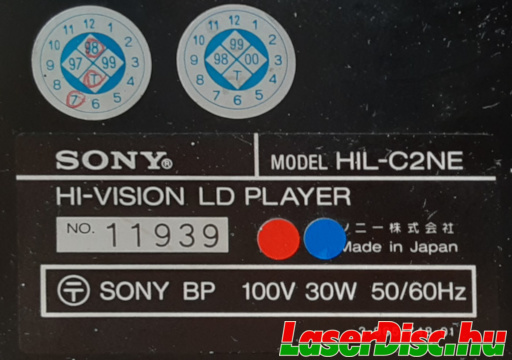 12 1 2 3 4 5 6 7 8 9 10 11
98
97 99
T
12 1 2 3 4 5 6 7 8 9 10 11
99
98 00
T
SONY® MODEL HIL-C2NE
HI-VISION LD PLAYER
NO. 11939
ソニー株式会社
Made in Japan
〒 SONY BP 100V 30W 50/60Hz
LaserDisc.hu